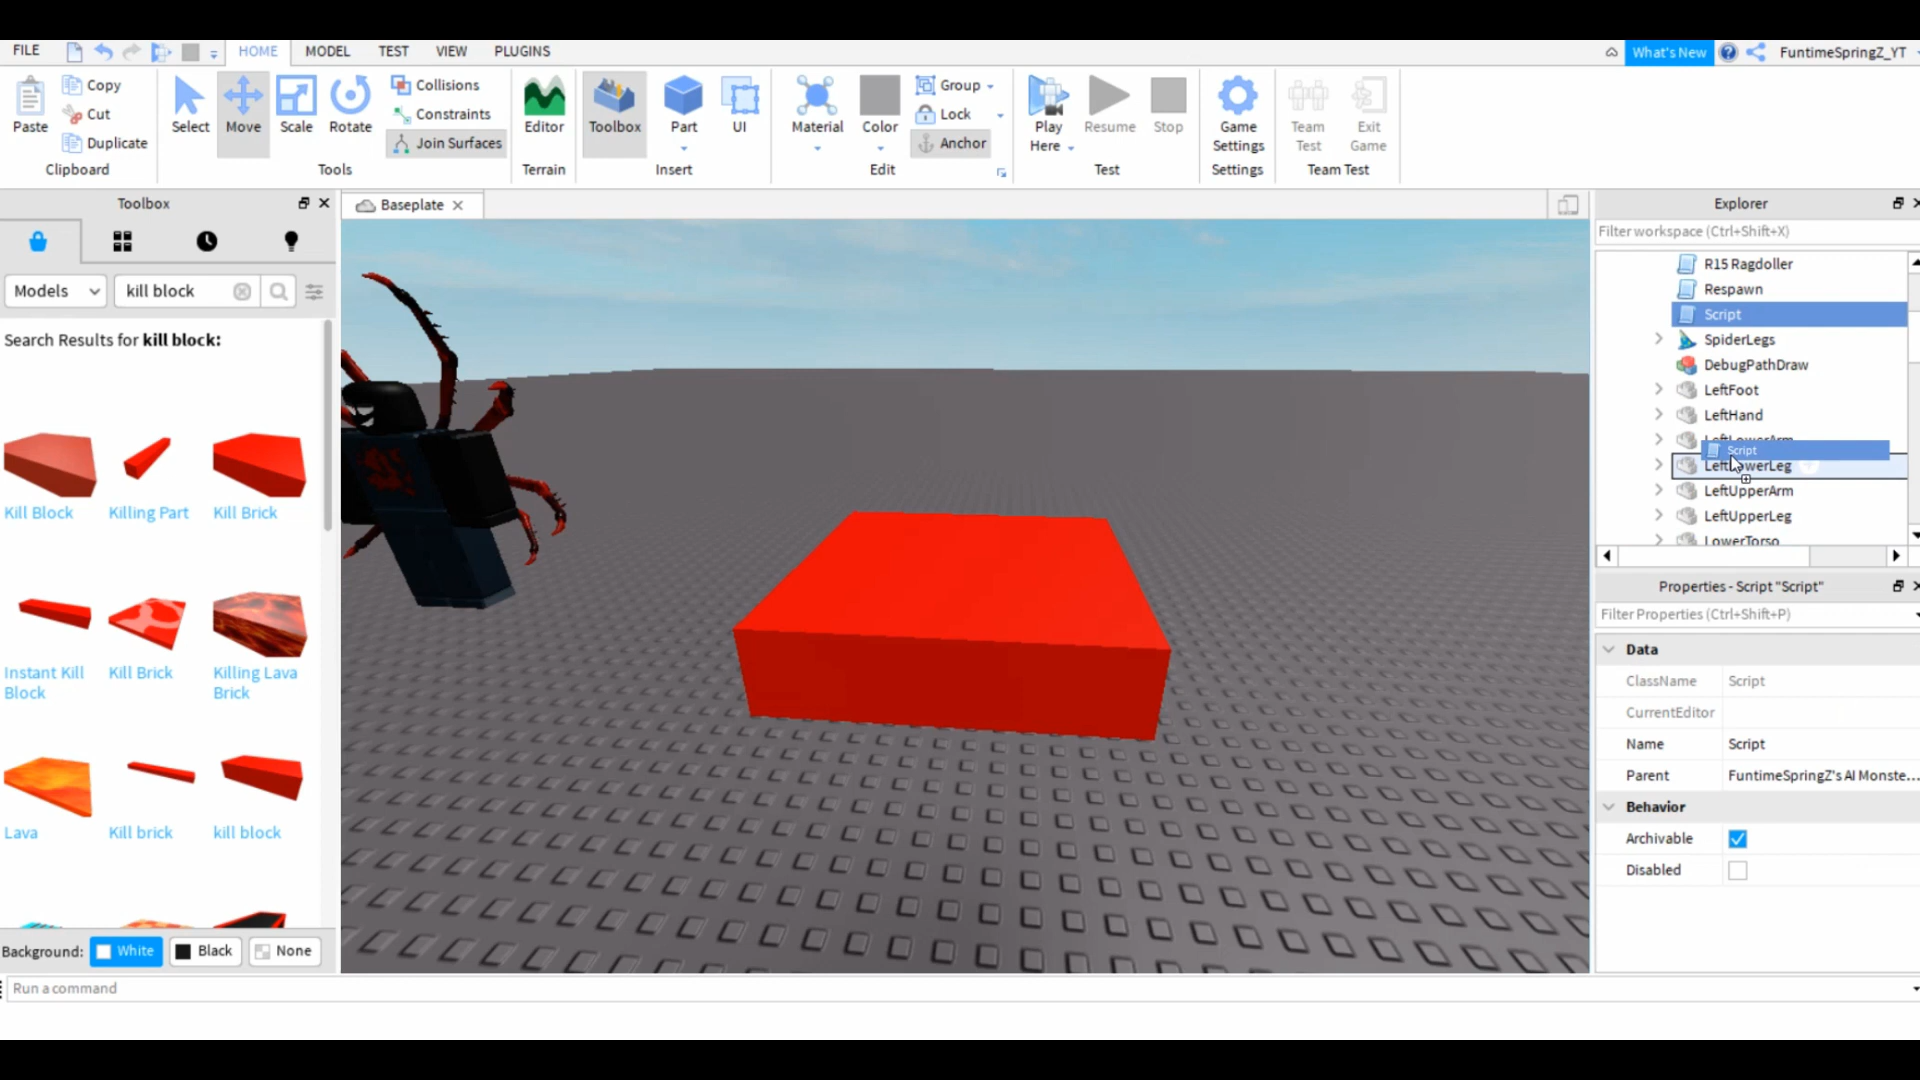 FILE
HOME
MODEL
TEST
VIEW
PLUGINS
What's New
FuntimeSpringZ_YT
Paste
Copy
Cut
Duplicate
Clipboard
Select
Move
Scale
Rotate
Collisions
Constraints
Join Surfaces
Tools
Editor
Terrain
Toolbox
Part
UI
Insert
Material
Color
Group
Lock
Anchor
Edit
Play Here
Resume
Stop
Test
Game Settings
Settings
Team Test
Exit Game
Team Test
Toolbox
Models
kill block
Search Results for kill block:
Kill Block
Killing Part
Kill Brick
Instant Kill Block
Kill Brick
Killing Lava Brick
Lava
Kill brick
kill block
Background:
White
Black
None
Run a command
Baseplate
Explorer
Filter workspace (Ctrl+Shift+X)
R15 Ragdoller
Respawn
Script
SpiderLegs
DebugPathDraw
LeftFoot
LeftHand
LeftLowerArm
Script
LeftLowerLeg
LeftUpperArm
LeftUpperLeg
LowerTorso
Properties - Script "Script"
Filter Properties (Ctrl+Shift+P)
Data
ClassName Script
CurrentEditor
Name Script
Parent FuntimeSpringZ's AI Monste...
Behavior
Archivable
Disabled